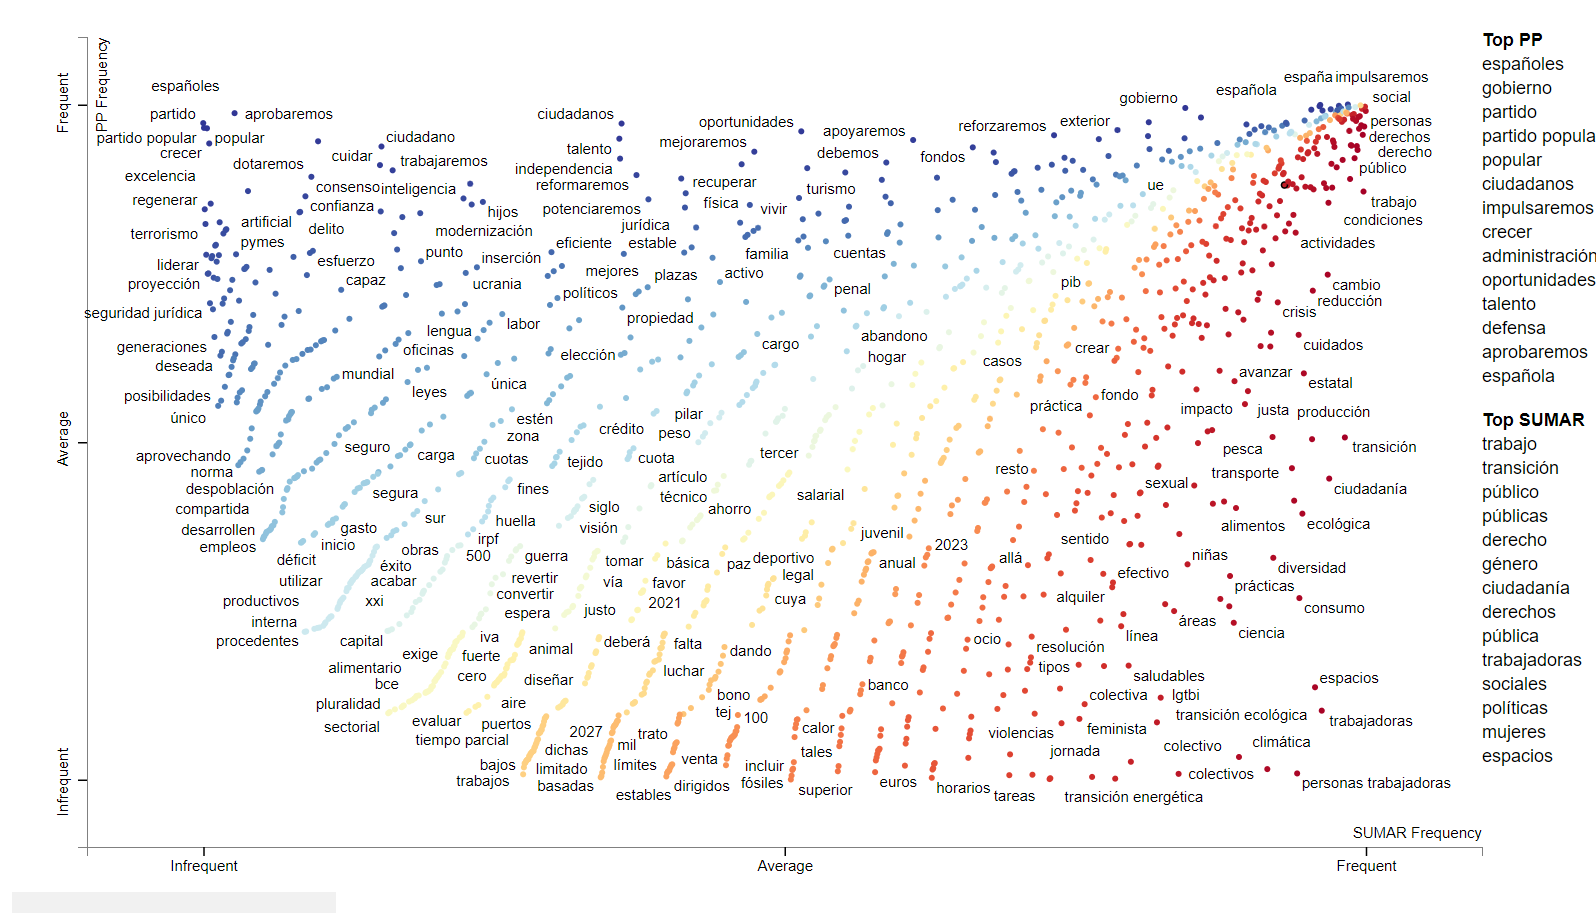 Top PP
españoles
gobierno
partido
partido popula
popular
ciudadanos
impulsaremos
crecer
administración
oportunidades
talento
defensa
aprobaremos
española
Top SUMAR
trabajo
transición
público
públicas
derecho
género
ciudadanía
derechos
pública
trabajadoras
sociales
políticas
mujeres
espacios
PP Frequency
Frequent
Average
Infrequent
españa impulsaremos
españoles
española
gobierno
social
partido
aprobaremos
ciudadanos
oportunidades
reforzaremos
exterior
personas
partido popular
popular
ciudadano
apoyaremos
derechos
crecer
cuidar
talento
mejoraremos
debemos
fondos
derecho
dotaremos
trabajaremos
independencia
público
excelencia
consenso
inteligencia
reformaremos
recuperar
turismo
ue
regenerar
confianza
hijos
potenciaremos
física
vivir
trabajo
artificial
delito
modernización
jurídica
condiciones
terrorismo
pymes
punto
eficiente
estable
familia
cuentas
actividades
liderar
esfuerzo
inserción
mejores
plazas
activo
proyección
capaz
ucrania
políticos
penal
pib
cambio
reducción
seguridad jurídica
lengua
labor
propiedad
crisis
generaciones
oficinas
elección
cargo
abandono
crear
cuidados
deseada
mundial
hogar
casos
avanzar
posibilidades
leyes
única
práctica
fondo
estatal
único
estén
pilar
impacto
justa
producción
aprovechando
seguro
zona
crédito
peso
transición
norma
carga
cuotas
tejido
cuota
tercer
resto
pesca
despoblación
segura
fines
artículo
sexual
transporte
compartida
técnico
salarial
ciudadanía
desarrollen
gasto
sur
huella
siglo
ahorro
alimentos
ecológica
empleos
inicio
irpf
visión
juvenil
2023
sentido
déficit
obras
500
guerra
tomar
básica
paz
deportivo
anual
allá
niñas
diversidad
utilizar
éxito
revertir
vía
favor
legal
efectivo
prácticas
acabar
convertir
productivos
xxi
espera
justo
2021
cuya
alquiler
consumo
interna
áreas
ciencia
procedentes
capital
iva
deberá
falta
dando
ocio
resolución
línea
exige
fuerte
animal
alimentario
cero
diseñar
luchar
banco
tipos
saludables
espacios
bce
bono
colectiva
lgtbi
pluralidad
aire
tej
100
transición ecológica
trabajadoras
sectorial
evaluar
puertos
2027
trato
calor
violencias
feminista
tiempo parcial
dichas
mil
tales
jornada
colectivo
climática
bajos
limitado
límites
venta
incluir
colectivos
trabajos
basadas
estables
dirigidos
fósiles
superior
euros
horarios
tareas
transición energética
personas trabajadoras
SUMAR Frequency
Infrequent
Average
Frequent